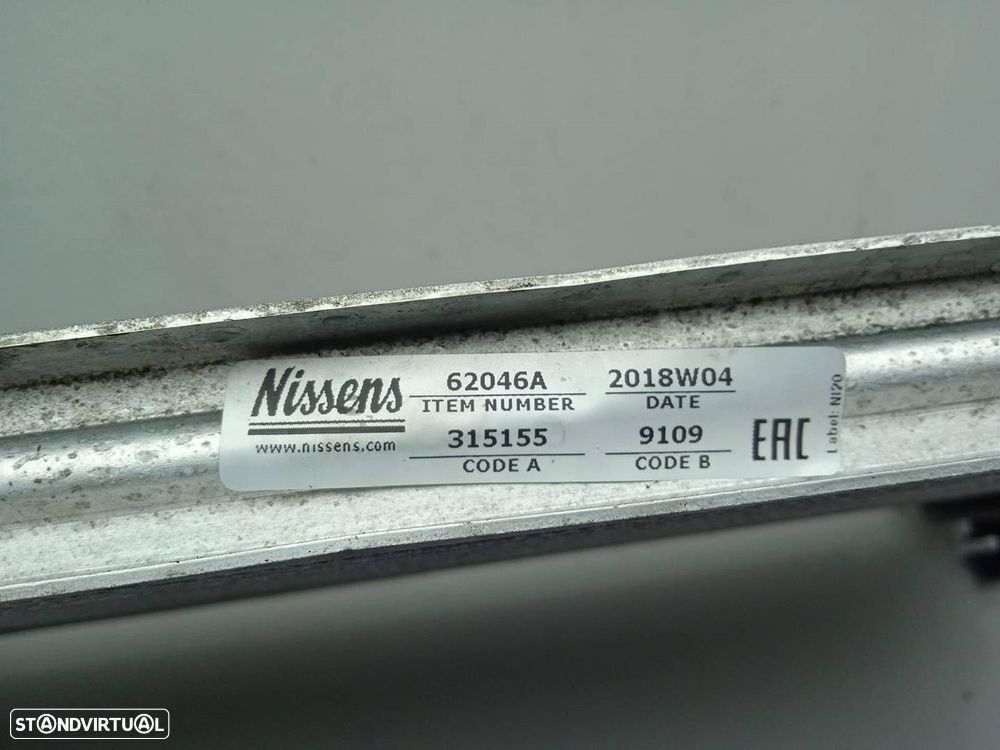 Nissens
www.nissens.com
62046A
ITEM NUMBER
315155
CODE A
2018W04
DATE
9109
CODE B
EAC
Label: NI20
STANDVIRTUAL